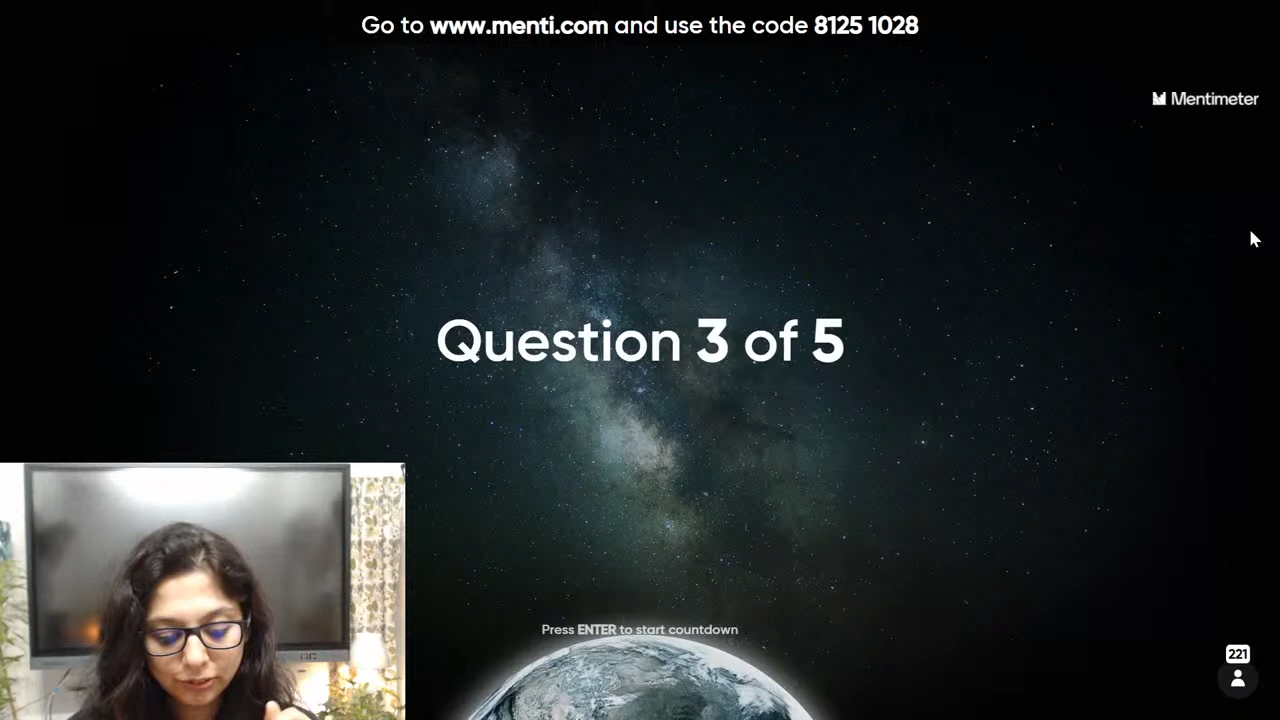 Go to www.menti.com and use the code 8125 1028
Mentimeter
Question 3 of 5
Press ENTER to start countdown
221